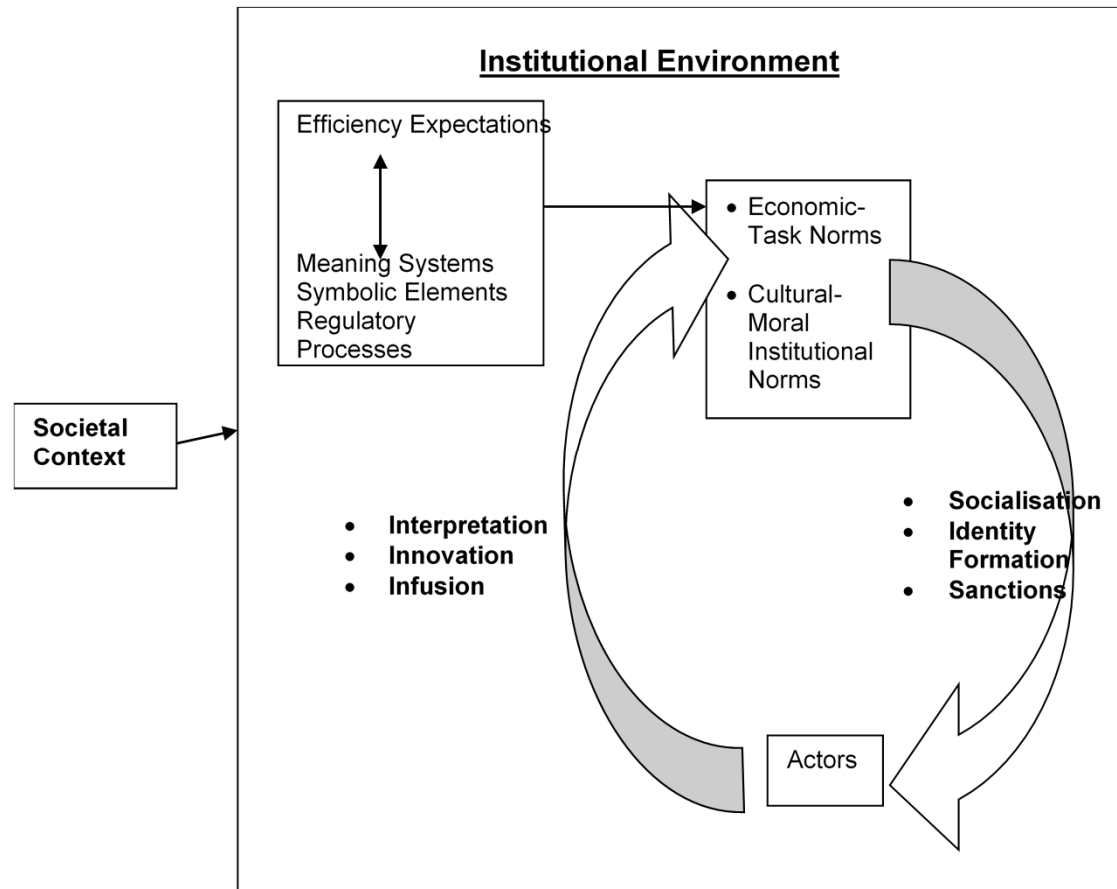 Institutional Environment
Efficiency Expectations
Meaning Systems
Symbolic Elements
Regulatory
Processes
• Economic-
Task Norms
• Cultural-
Moral
Institutional
Norms
Societal
Context
• Interpretation
• Innovation
• Infusion
• Socialisation
• Identity
Formation
• Sanctions
Actors